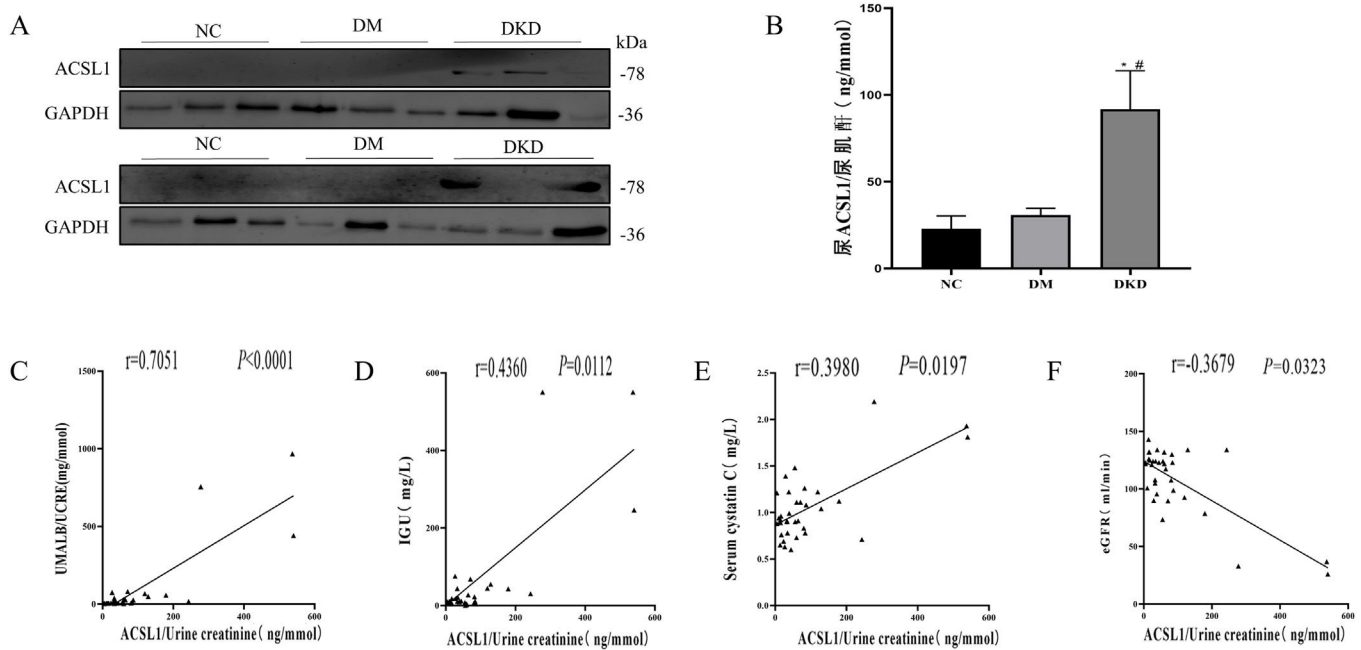 A
NC DM DKD
kDa
ACSL1
-78
GAPDH
-36
NC DM DKD
ACSL1
-78
GAPDH
-36
B
尿ACSL1/尿肌酐( ng/mmol)
150
100
50
0
* #
NC DM DKD
C
r=0.7051 P<0.0001
UMALB/UCRE(mg/mmol)
1500
1000
500
0
0 200 400 600
ACSL1/Urine creatinine( ng/mmol)
D
r=0.4360 P=0.0112
IGU( mg/L)
600
400
200
0
0 200 400 600
ACSL1/Urine creatinine( ng/mmol)
E
r=0.3980 P=0.0197
Serum cystatin C( mg/L)
2.5
2.0
1.5
1.0
0.5
0.0
0 200 400 600
ACSL1/Urine creatinine( ng/mmol)
F
r=-0.3679 P=0.0323
eGFR( ml/min)
200
150
100
50
0
0 200 400 600
ACSL1/Urine creatinine( ng/mmol)